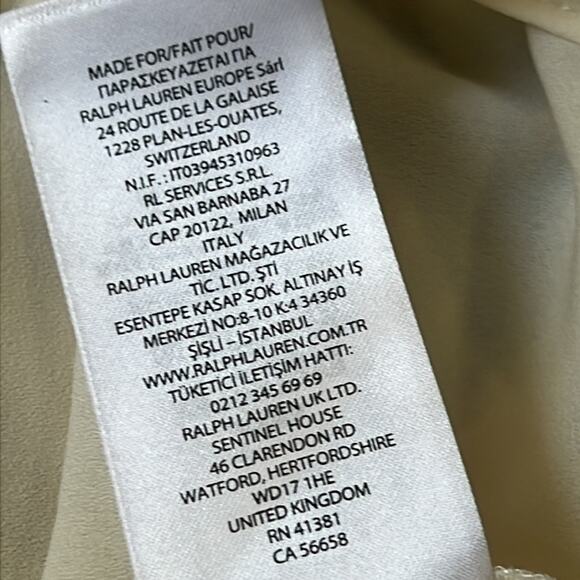 MADE FOR/FAIT POUR/
ΠΑΡΑΣΚΕΥΑΖΕΤΑΙ ΓΙΑ
RALPH LAUREN EUROPE Sárl
24 ROUTE DE LA GALAISE
1228 PLAN-LES-OUATES,
SWITZERLAND
N.I.F.: IT03945310963
RL SERVICES S.R.L.
VIA SAN BARNABA 27
CAP 20122, MILAN
ITALY
RALPH LAUREN MAĞAZACILIK VE
TİC. LTD. ŞTİ
ESENTEPE KASAP SOK. ALTINAY İŞ
MERKEZİ NO:8-10 K:4 34360
ŞİŞLİ – İSTANBUL
WWW.RALPHLAUREN.COM.TR
TÜKETİCİ İLETİŞİM HATTI:
0212 345 69 69
RALPH LAUREN UK LTD.
SENTINEL HOUSE
46 CLARENDON RD
WATFORD, HERTFORDSHIRE
WD17 1HE
UNITED KINGDOM
RN 41381
CA 56658